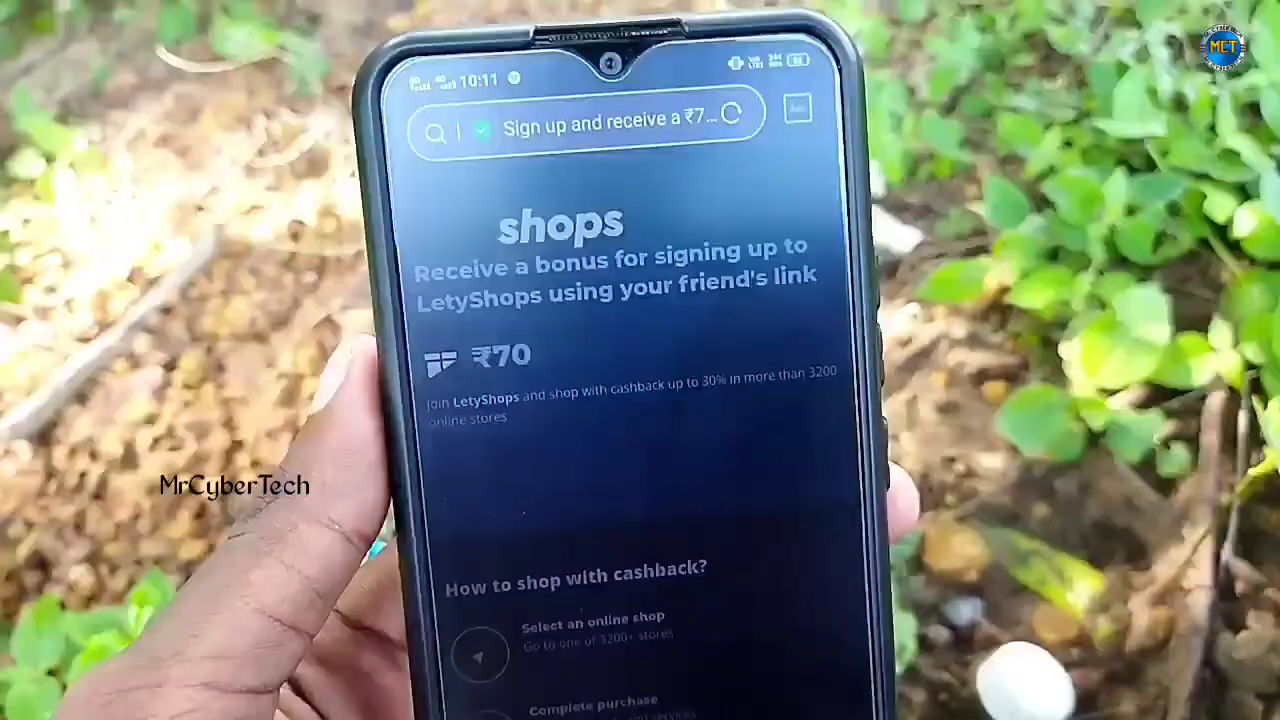 MCT
10:11
Sign up and receive a ₹7...
shops
Receive a bonus for signing up to
LetyShops using your friend's link
₹70
Join LetyShops and shop with cashback up to 30% in more than 3200
online stores
MrCyberTech
How to shop with cashback?
Select an online shop
Go to one of 3200+ stores
Complete purchase